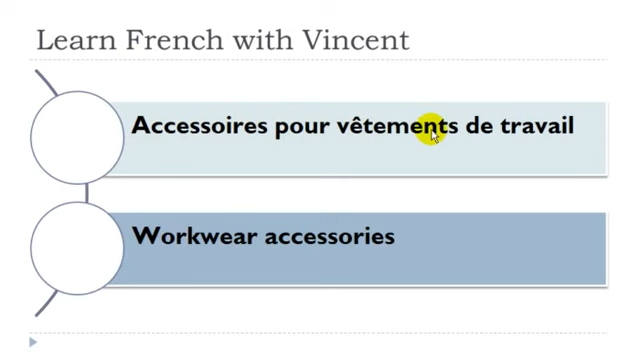 Learn French with Vincent
Accessoires pour vêtements de travail
Workwear accessories